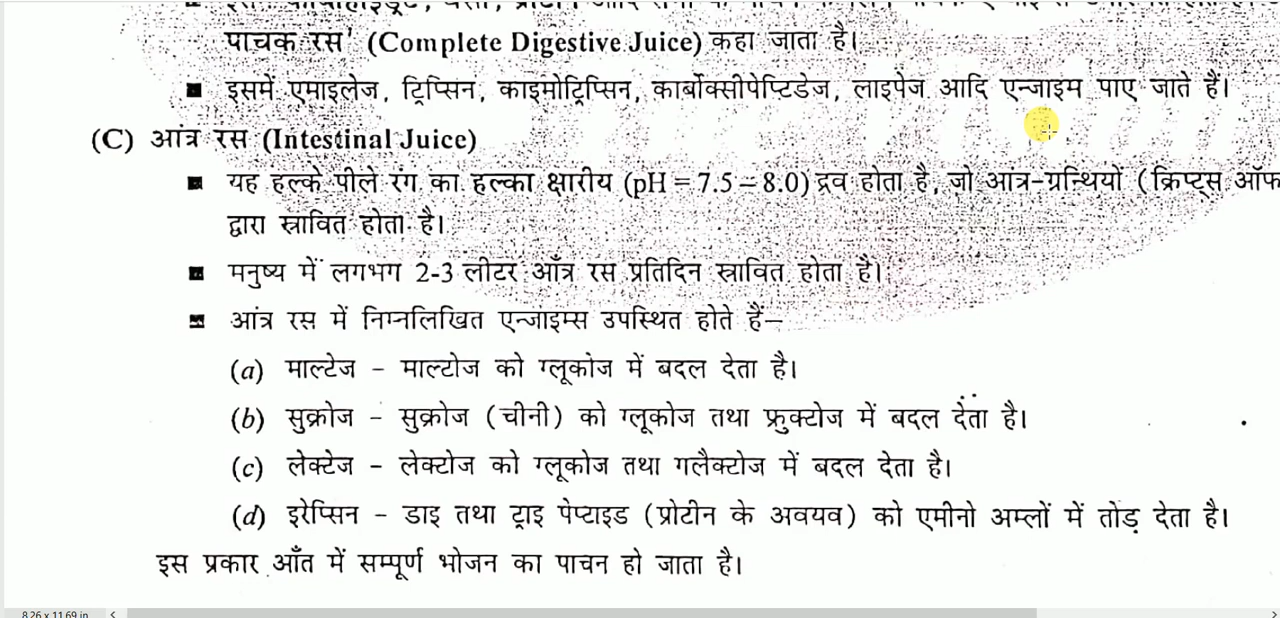 पाचक रस' (Complete Digestive Juice) कहा जाता है।
■ इसमें एमाइलेज, ट्रिप्सिन, काइमोट्रिप्सिन, कार्बोक्सीपेप्टिडेज, लाइपेज आदि एन्जाइम पाए जाते हैं।
(C) आंत्र रस (Intestinal Juice)
■ यह हल्के पीले रंग का हल्का क्षारीय (pH = 7.5 – 8.0) द्रव होता है, जो आंत्र-ग्रन्थियों (क्रिप्ट्स ऑफ
द्वारा स्रावित होता है।
■ मनुष्य में लगभग 2-3 लीटर आँत्र रस प्रतिदिन स्रावित होता है।
■ आंत्र रस में निम्नलिखित एन्जाइम्स उपस्थित होते हैं–
(a) माल्टेज – माल्टोज को ग्लूकोज में बदल देता है।
(b) सुक्रोज – सुक्रोज (चीनी) को ग्लूकोज तथा फ्रुक्टोज में बदल देता है।
(c) लेक्टेज – लेक्टोज को ग्लूकोज तथा गलैक्टोज में बदल देता है।
(d) इरेप्सिन – डाइ तथा ट्राइ पेप्टाइड (प्रोटीन के अवयव) को एमीनो अम्लों में तोड़ देता है।
इस प्रकार आँत में सम्पूर्ण भोजन का पाचन हो जाता है।
8.26 x 11.69 in